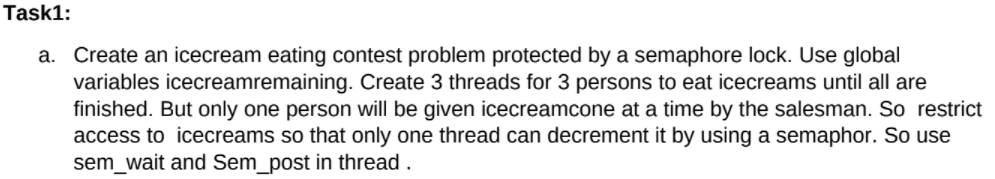 Task1:
a. Create an icecream eating contest problem protected by a semaphore lock. Use global
variables icecreamremaining. Create 3 threads for 3 persons to eat icecreams until all are
finished. But only one person will be given icecreamcone at a time by the salesman. So restrict
access to icecreams so that only one thread can decrement it by using a semaphor. So use
sem_wait and Sem_post in thread .